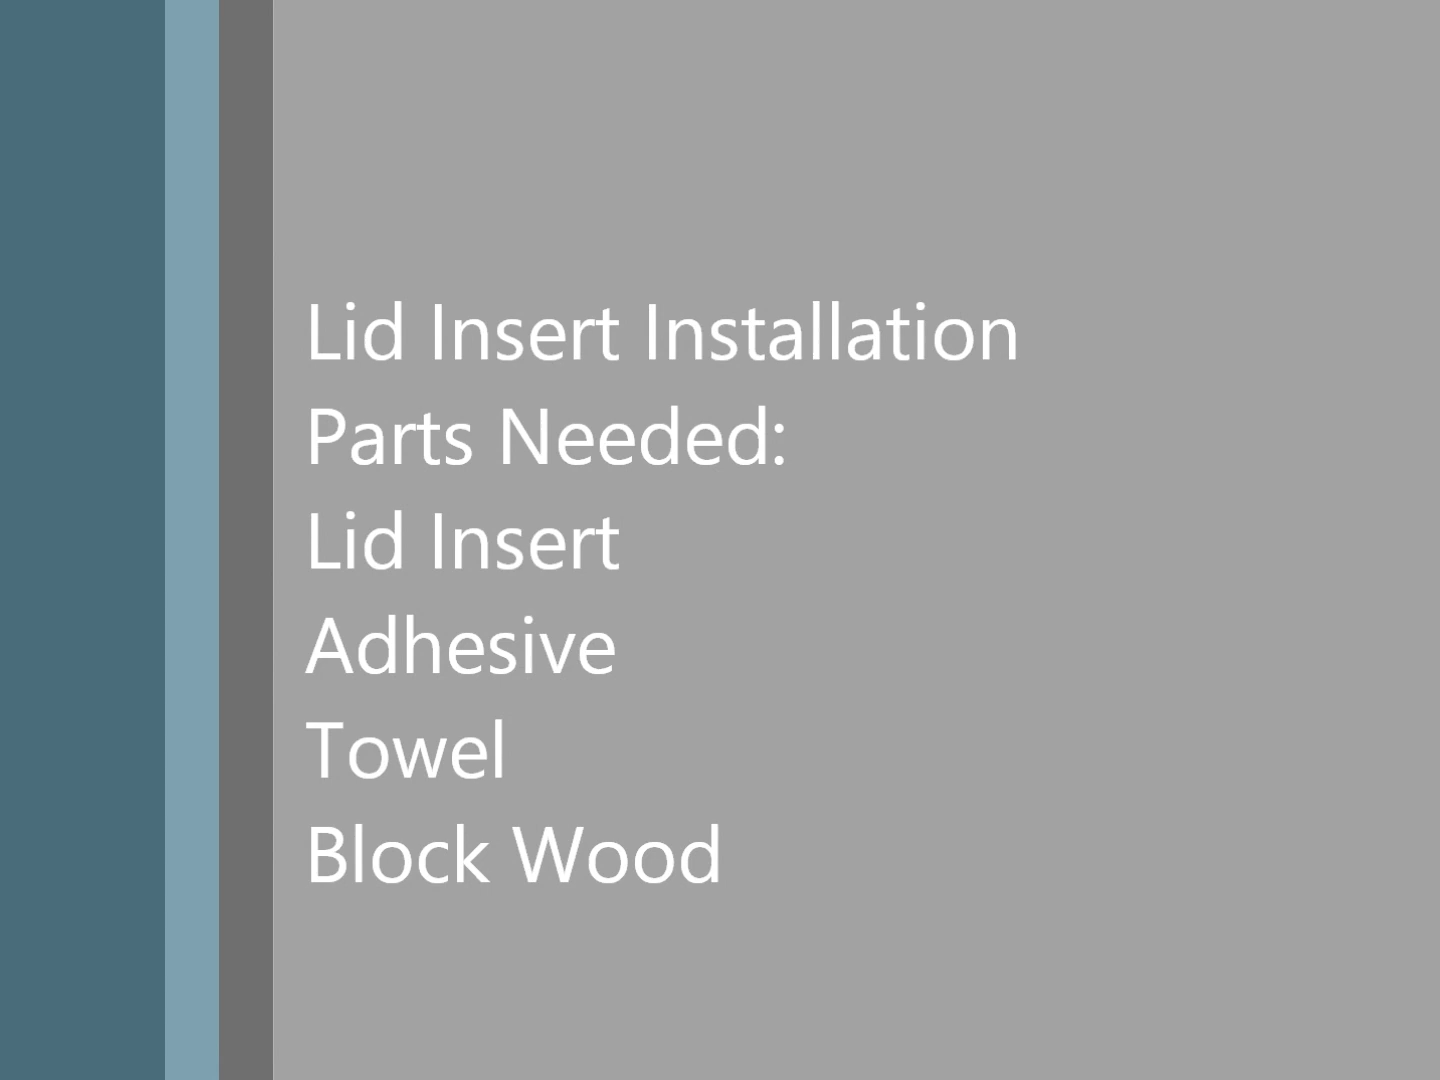 Lid Insert Installation
Parts Needed:
Lid Insert
Adhesive
Towel
Block Wood